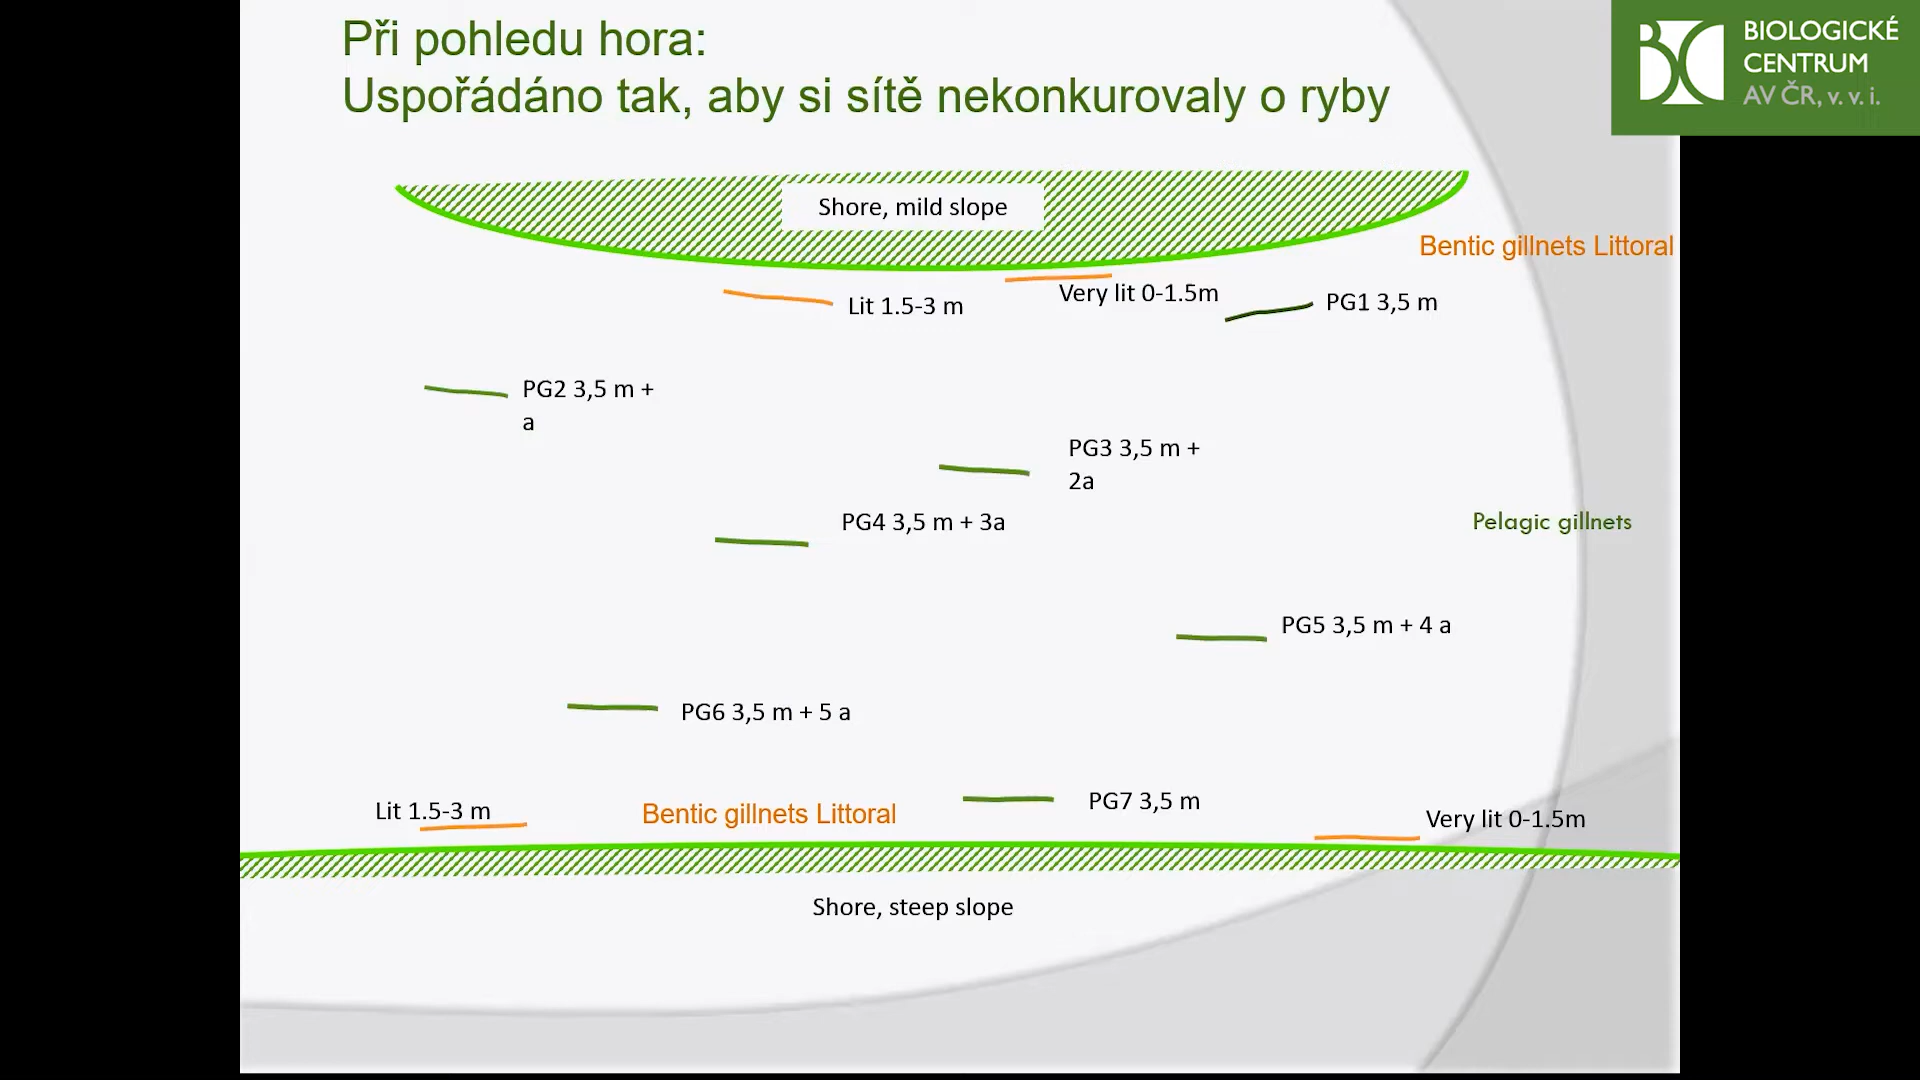 Při pohledu hora:
Uspořádáno tak, aby si sítě nekonkurovaly o ryby
BIOLOGICKÉ
CENTRUM
AV ČR, v. v. i.
Shore, mild slope
Bentic gillnets Littoral
Lit 1.5-3 m
Very lit 0-1.5m
PG1 3,5 m
PG2 3,5 m +
a
PG3 3,5 m +
2a
PG4 3,5 m + 3a
Pelagic gillnets
PG5 3,5 m + 4 a
PG6 3,5 m + 5 a
Lit 1.5-3 m
Bentic gillnets Littoral
PG7 3,5 m
Very lit 0-1.5m
Shore, steep slope